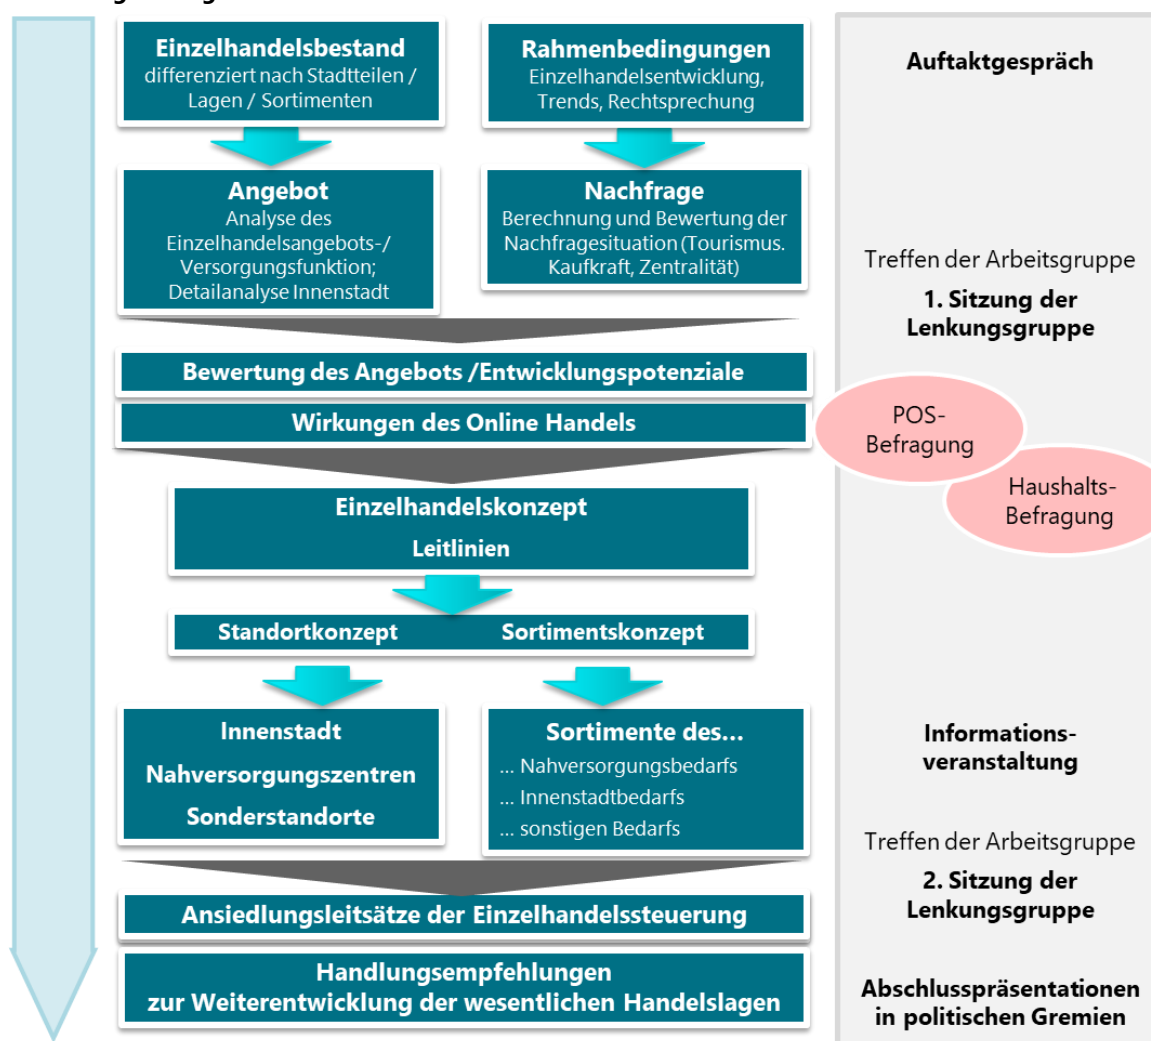 Einzelhandelsbestand
differenziert nach Stadtteilen /
Lagen / Sortimenten
Rahmenbedingungen
Einzelhandelsentwicklung,
Trends, Rechtsprechung
Auftaktgespräch
Angebot
Analyse des
Einzelhandelsangebots-/
Versorgungsfunktion;
Detailanalyse Innenstadt
Nachfrage
Berechnung und Bewertung der
Nachfragesituation (Tourismus.
Kaufkraft, Zentralität)
Treffen der Arbeitsgruppe
1. Sitzung der
Lenkungsgruppe
Bewertung des Angebots /Entwicklungspotenziale
Wirkungen des Online Handels
POS-
Befragung
Haushalts-
Befragung
Einzelhandelskonzept
Leitlinien
Standortkonzept
Sortimentskonzept
Innenstadt
Nahversorgungszentren
Sonderstandorte
Sortimente des...
... Nahversorgungsbedarfs
... Innenstadtbedarfs
... sonstigen Bedarfs
Informations-
veranstaltung
Treffen der Arbeitsgruppe
2. Sitzung der
Lenkungsgruppe
Ansiedlungsleitsätze der Einzelhandelssteuerung
Handlungsempfehlungen
zur Weiterentwicklung der wesentlichen Handelslagen
Abschlusspräsentationen
in politischen Gremien